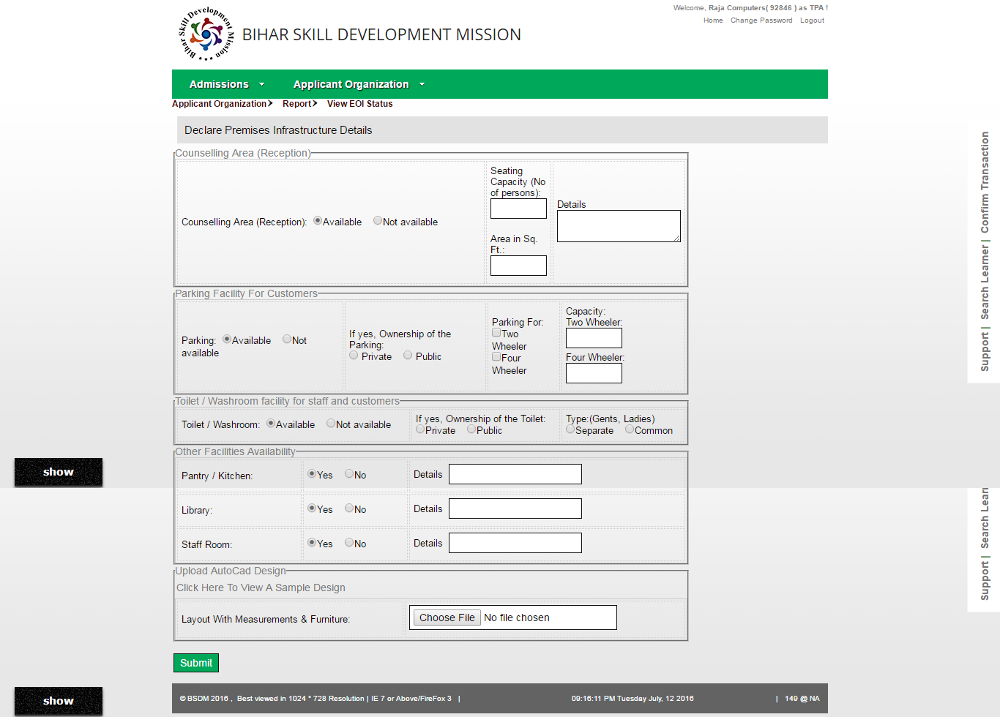 Welcome, Raja Computers( 92846 ) as TPA !
Home Change Password Logout
Bihar Skill Development Mission
BIHAR SKILL DEVELOPMENT MISSION
Admissions Applicant Organization
Applicant Organization Report View EOI Status
Declare Premises Infrastructure Details
Counselling Area (Reception)
Counselling Area (Reception): Available Not available
Seating
Capacity (No
of persons):
Area in Sq.
Ft.:
Details
Parking Facility For Customers
Parking: Available Not
available
If yes, Ownership of the
Parking:
Private Public
Parking For:
Two
Wheeler
Four
Wheeler
Capacity:
Two Wheeler:
Four Wheeler:
Toilet / Washroom facility for staff and customers
Toilet / Washroom: Available Not available
If yes, Ownership of the Toilet:
Private Public
Type:(Gents, Ladies)
Separate Common
Other Facilities Availability
Pantry / Kitchen: Yes No Details
Library: Yes No Details
Staff Room: Yes No Details
Upload AutoCad Design
Click Here To View A Sample Design
Layout With Measurements & Furniture: Choose File No file chosen
Submit
© BSDM 2016 , Best viewed in 1024 * 728 Resolution | IE 7 or Above/FireFox 3 | 09:16:11 PM Tuesday July, 12 2016 | 149 @ NA
show
show
Support | Search Learner | Confirm Transaction
Support | Search Lear